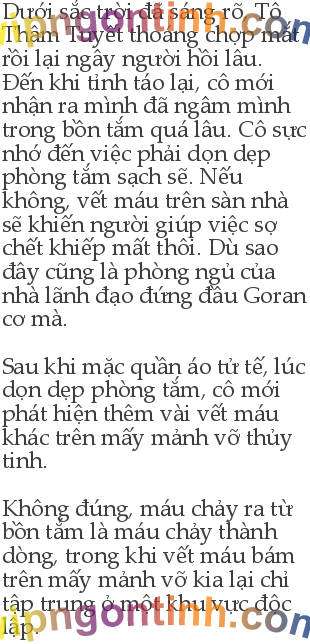 Dưới sắc trời đã sáng rõ, Tô
Thâm Tuyết thoáng chớp mắt
rồi lại ngây người hồi lâu.
Đến khi tỉnh táo lại, cô mới
nhận ra mình đã ngâm mình
trong bồn tắm quá lâu. Cô sực
nhớ đến việc phải dọn dẹp
phòng tắm sạch sẽ. Nếu
không, vết máu trên sàn nhà
sẽ khiến người giúp việc sợ
chết khiếp mất thôi. Dù sao
đây cũng là phòng ngủ của
nhà lãnh đạo đứng đầu Goran
cơ mà.
Sau khi mặc quần áo tử tế, lúc
dọn dẹp phòng tắm, cô mới
phát hiện thêm vài vết máu
khác trên mấy mảnh vỡ thủy
tinh.
Không đúng, máu chảy ra từ
bồn tắm là máu chảy thành
dòng, trong khi vết máu bám
trên mấy mảnh vỡ kia lại chỉ
tập trung ở một khu vực độc
lập.
vipngontinh.com
vipngontinh.com